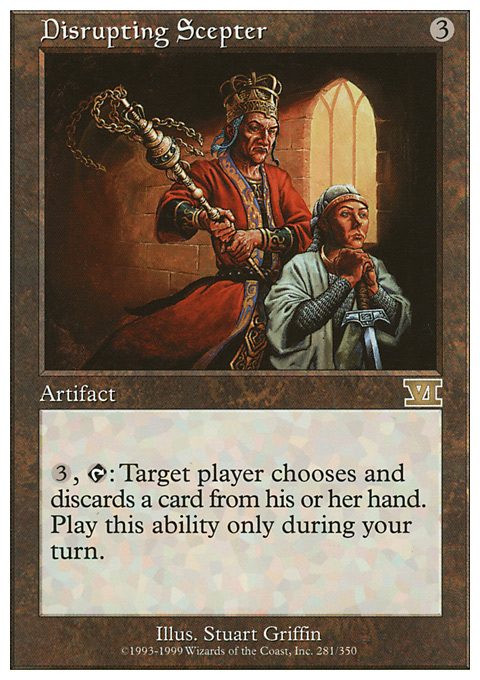 Disrupting Scepter 3
Artifact VI
3, : Target player chooses and
discards a card from his or her hand.
Play this ability only during your
turn.
Illus. Stuart Griffin
©1993-1999 Wizards of the Coast, Inc. 281/350